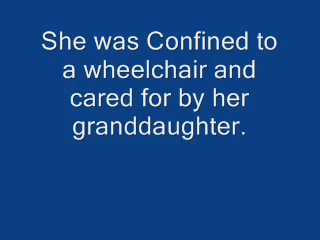 She was Confined to
a wheelchair and
cared for by her
granddaughter.